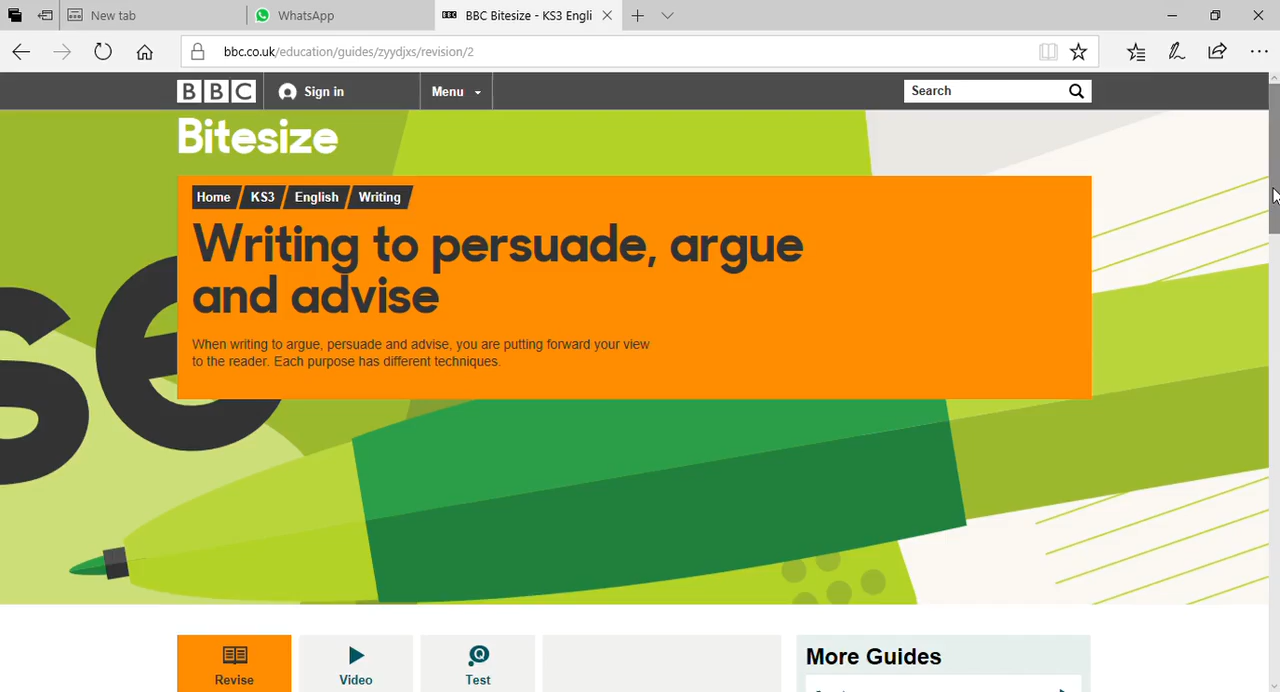 New tab
WhatsApp
BBC Bitesize - KS3 Engli
bbc.co.uk/education/guides/zyydjxs/revision/2
BBC
Sign in
Menu
Search
Bitesize
Home
KS3
English
Writing
Writing to persuade, argue
and advise
When writing to argue, persuade and advise, you are putting forward your view
to the reader. Each purpose has different techniques.
se
Revise
Video
Test
More Guides